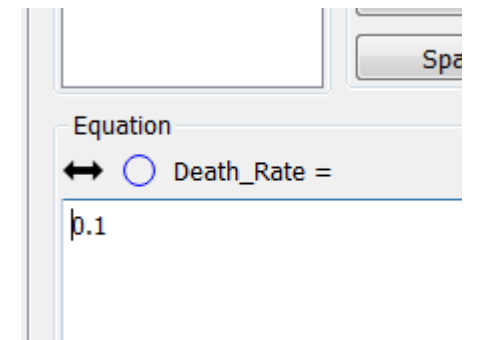 Spa
Equation
Death_Rate =
0.1